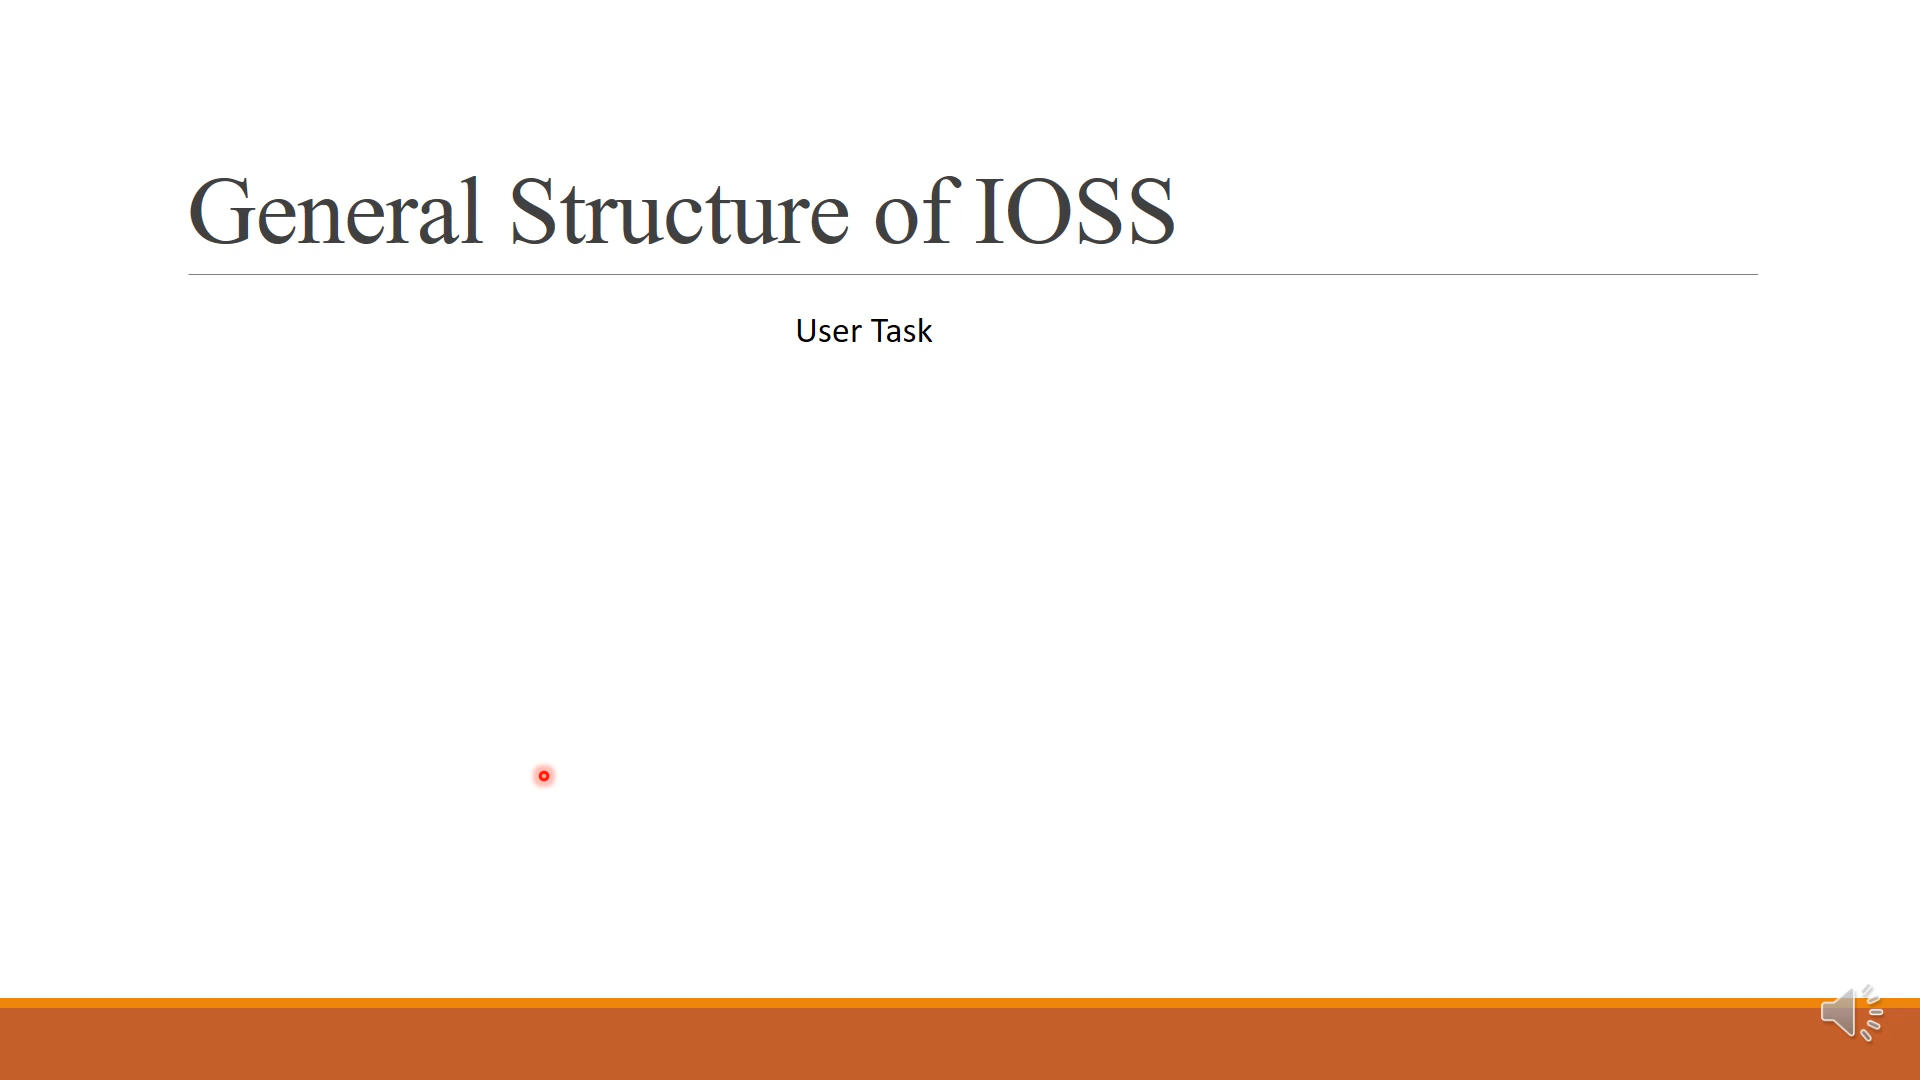 General Structure of IOSS
User Task